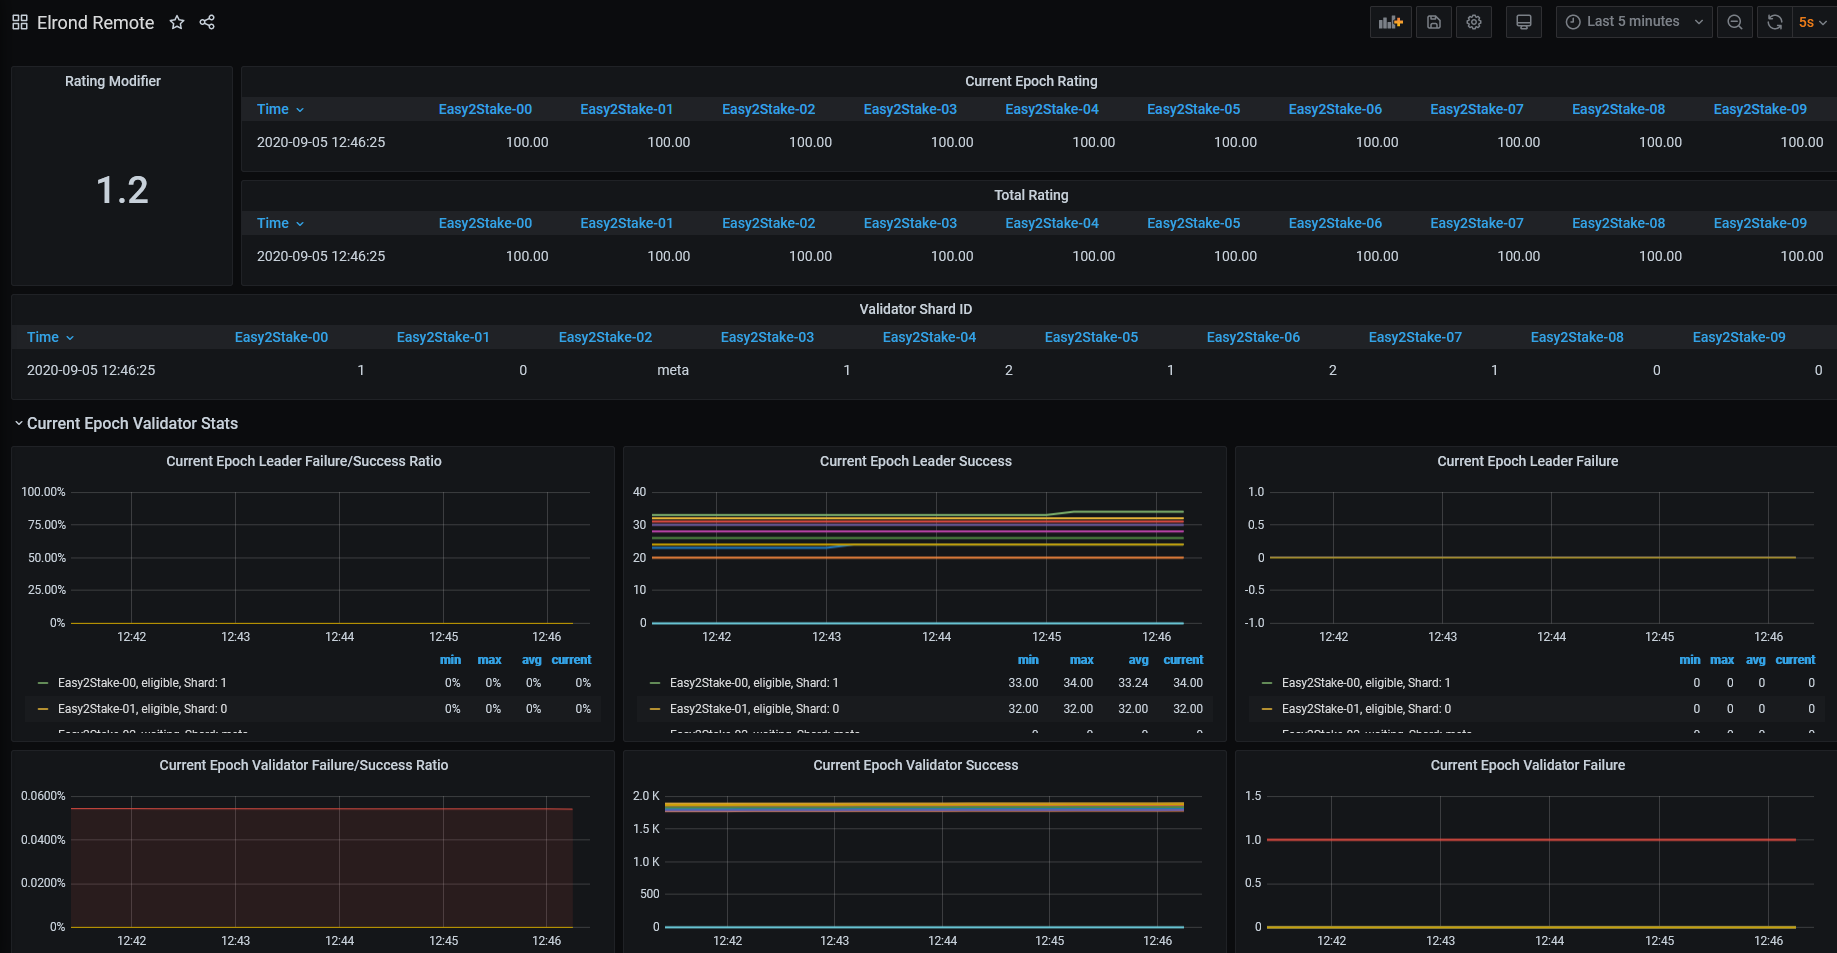 Elrond Remote
Last 5 minutes
5s
Rating Modifier
1.2
Current Epoch Rating
Time Easy2Stake-00 Easy2Stake-01 Easy2Stake-02 Easy2Stake-03 Easy2Stake-04 Easy2Stake-05 Easy2Stake-06 Easy2Stake-07 Easy2Stake-08 Easy2Stake-09
2020-09-05 12:46:25 100.00 100.00 100.00 100.00 100.00 100.00 100.00 100.00 100.00 100.00
Total Rating
Time Easy2Stake-00 Easy2Stake-01 Easy2Stake-02 Easy2Stake-03 Easy2Stake-04 Easy2Stake-05 Easy2Stake-06 Easy2Stake-07 Easy2Stake-08 Easy2Stake-09
2020-09-05 12:46:25 100.00 100.00 100.00 100.00 100.00 100.00 100.00 100.00 100.00 100.00
Validator Shard ID
Time Easy2Stake-00 Easy2Stake-01 Easy2Stake-02 Easy2Stake-03 Easy2Stake-04 Easy2Stake-05 Easy2Stake-06 Easy2Stake-07 Easy2Stake-08 Easy2Stake-09
2020-09-05 12:46:25 1 0 meta 1 2 1 2 1 0 0
Current Epoch Validator Stats
Current Epoch Leader Failure/Success Ratio
100.00%
75.00%
50.00%
25.00%
0%
12:42 12:43 12:44 12:45 12:46
min max avg current
Easy2Stake-00, eligible, Shard: 1 0% 0% 0% 0%
Easy2Stake-01, eligible, Shard: 0 0% 0% 0% 0%
Current Epoch Leader Success
40
30
20
10
0
12:42 12:43 12:44 12:45 12:46
min max avg current
Easy2Stake-00, eligible, Shard: 1 33.00 34.00 33.24 34.00
Easy2Stake-01, eligible, Shard: 0 32.00 32.00 32.00 32.00
Current Epoch Leader Failure
1.0
0.5
0
-0.5
-1.0
12:42 12:43 12:44 12:45 12:46
min max avg current
Easy2Stake-00, eligible, Shard: 1 0 0 0 0
Easy2Stake-01, eligible, Shard: 0 0 0 0 0
Current Epoch Validator Failure/Success Ratio
0.0600%
0.0400%
0.0200%
0%
12:42 12:43 12:44 12:45 12:46
Current Epoch Validator Success
2.0 K
1.5 K
1.0 K
500
0
12:42 12:43 12:44 12:45 12:46
Current Epoch Validator Failure
1.5
1.0
0.5
0
12:42 12:43 12:44 12:45 12:46